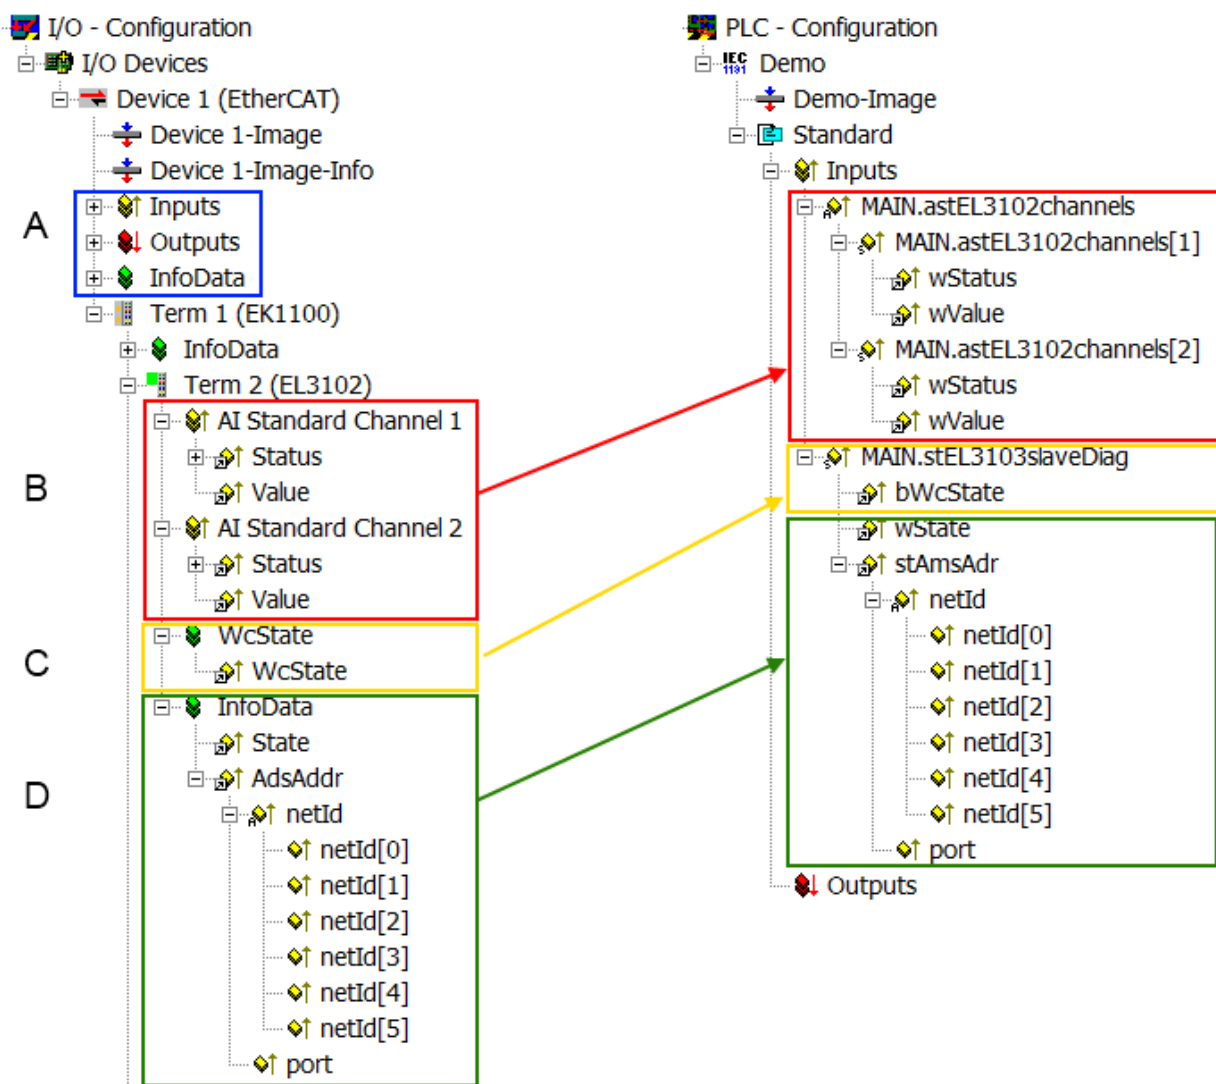 I/O - Configuration
I/O Devices
Device 1 (EtherCAT)
Device 1-Image
Device 1-Image-Info
A
Inputs
Outputs
InfoData
Term 1 (EK1100)
InfoData
Term 2 (EL3102)
B
AI Standard Channel 1
Status
Value
AI Standard Channel 2
Status
Value
C
WcState
WcState
D
InfoData
State
AdsAddr
netId
netId[0]
netId[1]
netId[2]
netId[3]
netId[4]
netId[5]
port
PLC - Configuration
IEC
1131
Demo
Demo-Image
Standard
Inputs
MAIN.astEL3102channels
MAIN.astEL3102channels[1]
wStatus
wValue
MAIN.astEL3102channels[2]
wStatus
wValue
MAIN.stEL3103slaveDiag
bWcState
wState
stAmsAdr
netId
netId[0]
netId[1]
netId[2]
netId[3]
netId[4]
netId[5]
port
Outputs